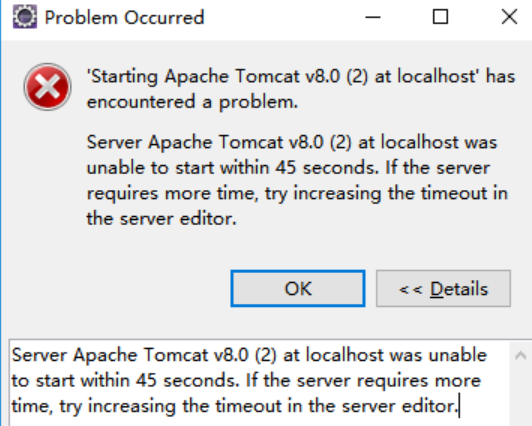 Problem Occurred
'Starting Apache Tomcat v8.0 (2) at localhost' has
encountered a problem.
Server Apache Tomcat v8.0 (2) at localhost was
unable to start within 45 seconds. If the server
requires more time, try increasing the timeout in
the server editor.
OK
<< Details
Server Apache Tomcat v8.0 (2) at localhost was unable
to start within 45 seconds. If the server requires more
time, try increasing the timeout in the server editor.